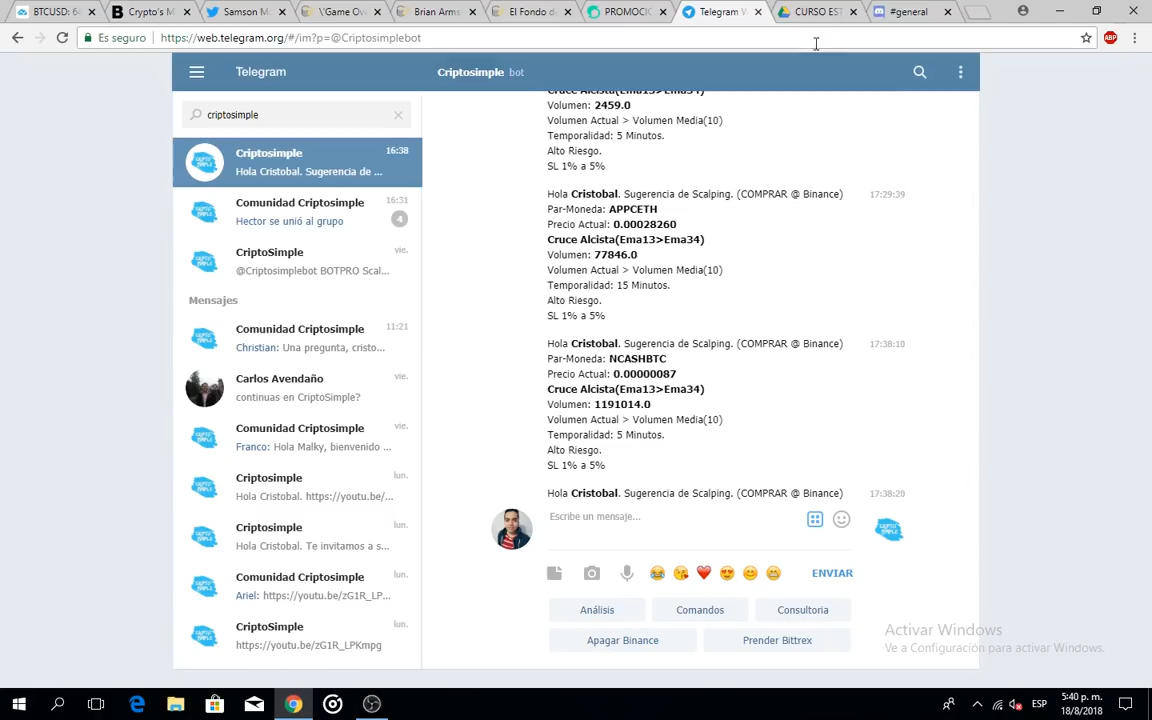 BTCUSD: 64
Crypto's M
Samson Mo
\'Game Ove
Brian Arms
El Fondo de
PROMOCIO
Telegram W
CURSO EST
#general
Es seguro
https://web.telegram.org/#/im?p=@Criptosimplebot
ABP
Telegram
Criptosimple bot
criptosimple
Criptosimple 16:38
Hola Cristobal. Sugerencia de ...
Comunidad Criptosimple 16:31
Hector se unió al grupo 4
CriptoSimple vie.
@Criptosimplebot BOTPRO Scal...
Mensajes
Comunidad Criptosimple 11:21
Christian: Una pregunta, cristo...
Carlos Avendaño vie.
continuas en CriptoSimple?
Comunidad Criptosimple vie.
Franco: Hola Malky, bienvenido ...
Criptosimple lun.
Hola Cristobal. https://youtu.be/...
Criptosimple lun.
Hola Cristobal. Te invitamos a s...
Comunidad Criptosimple lun.
Ariel: https://youtu.be/zG1R_LP...
CriptoSimple lun.
https://youtu.be/zG1R_LPKmpg
Cruce Alcista(Ema13>Ema34)
Volumen: 2459.0
Volumen Actual > Volumen Media(10)
Temporalidad: 5 Minutos.
Alto Riesgo.
SL 1% a 5%
Hola Cristobal. Sugerencia de Scalping. (COMPRAR @ Binance) 17:29:39
Par-Moneda: APPCETH
Precio Actual: 0.00028260
Cruce Alcista(Ema13>Ema34)
Volumen: 77846.0
Volumen Actual > Volumen Media(10)
Temporalidad: 15 Minutos.
Alto Riesgo.
SL 1% a 5%
Hola Cristobal. Sugerencia de Scalping. (COMPRAR @ Binance) 17:38:10
Par-Moneda: NCASHBTC
Precio Actual: 0.00000087
Cruce Alcista(Ema13>Ema34)
Volumen: 1191014.0
Volumen Actual > Volumen Media(10)
Temporalidad: 5 Minutos.
Alto Riesgo.
SL 1% a 5%
Hola Cristobal. Sugerencia de Scalping. (COMPRAR @ Binance) 17:38:20
Escribe un mensaje...
ENVIAR
Análisis
Comandos
Consultoria
Apagar Binance
Prender Bittrex
Activar Windows
Ve a Configuración para activar Windows.
ESP
5:40 p. m.
18/8/2018